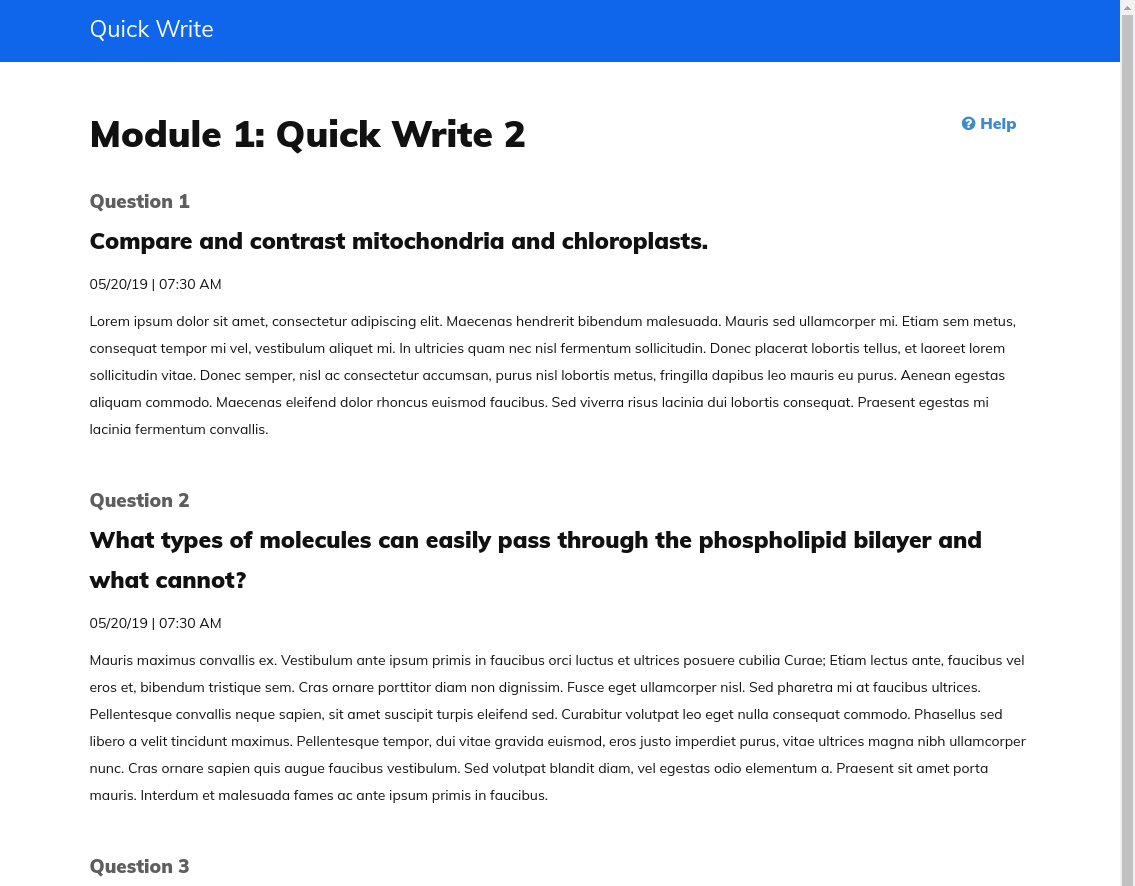 Quick Write
Module 1: Quick Write 2
Help
Question 1
Compare and contrast mitochondria and chloroplasts.
05/20/19 | 07:30 AM
Lorem ipsum dolor sit amet, consectetur adipiscing elit. Maecenas hendrerit bibendum malesuada. Mauris sed ullamcorper mi. Etiam sem metus,
consequat tempor mi vel, vestibulum aliquet mi. In ultricies quam nec nisl fermentum sollicitudin. Donec placerat lobortis tellus, et laoreet lorem
sollicitudin vitae. Donec semper, nisl ac consectetur accumsan, purus nisl lobortis metus, fringilla dapibus leo mauris eu purus. Aenean egestas
aliquam commodo. Maecenas eleifend dolor rhoncus euismod faucibus. Sed viverra risus lacinia dui lobortis consequat. Praesent egestas mi
lacinia fermentum convallis.
Question 2
What types of molecules can easily pass through the phospholipid bilayer and
what cannot?
05/20/19 | 07:30 AM
Mauris maximus convallis ex. Vestibulum ante ipsum primis in faucibus orci luctus et ultrices posuere cubilia Curae; Etiam lectus ante, faucibus vel
eros et, bibendum tristique sem. Cras ornare porttitor diam non dignissim. Fusce eget ullamcorper nisl. Sed pharetra mi at faucibus ultrices.
Pellentesque convallis neque sapien, sit amet suscipit turpis eleifend sed. Curabitur volutpat leo eget nulla consequat commodo. Phasellus sed
libero a velit tincidunt maximus. Pellentesque tempor, dui vitae gravida euismod, eros justo imperdiet purus, vitae ultrices magna nibh ullamcorper
nunc. Cras ornare sapien quis augue faucibus vestibulum. Sed volutpat blandit diam, vel egestas odio elementum a. Praesent sit amet porta
mauris. Interdum et malesuada fames ac ante ipsum primis in faucibus.
Question 3